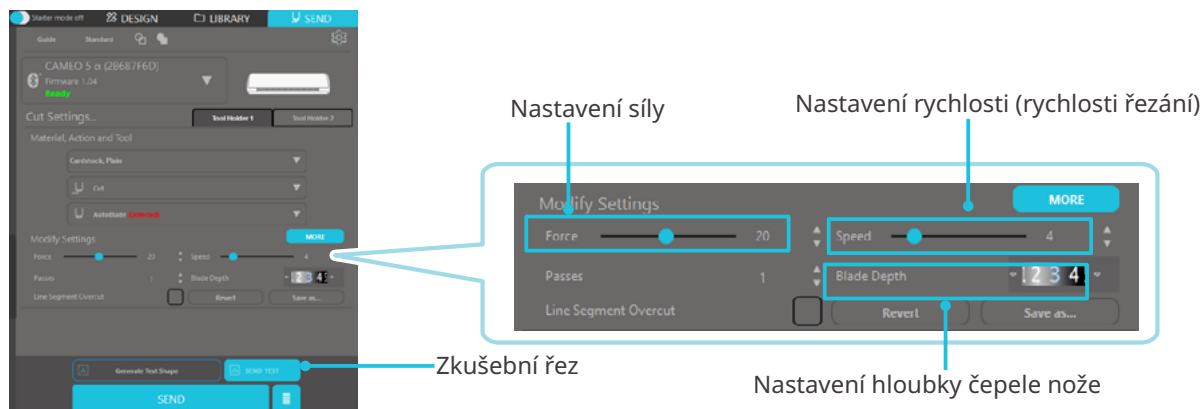 Starter mode off
DESIGN
LIBRARY
SEND
Guide
Standard
CAMEO 5 α (2B687F6D)
Firmware 1.04
Ready
Cut Settings...
Tool Holder 1
Tool Holder 2
Material, Action and Tool
Cardstock, Plain
Cut
AutoBlade
Modify Settings
MORE
Force
20
Speed
4
Passes
1
Blade Depth
2 3 4
Line Segment Overcut
Revert
Save as...
Generate Test Shape
SEND TEST
SEND
Nastavení síly
Nastavení rychlosti (rychlosti řezání)
Modify Settings
MORE
Force
20
Speed
4
Passes
1
Blade Depth
2 3 4
Line Segment Overcut
Revert
Save as...
Zkušební řez
Nastavení hloubky čepele nože